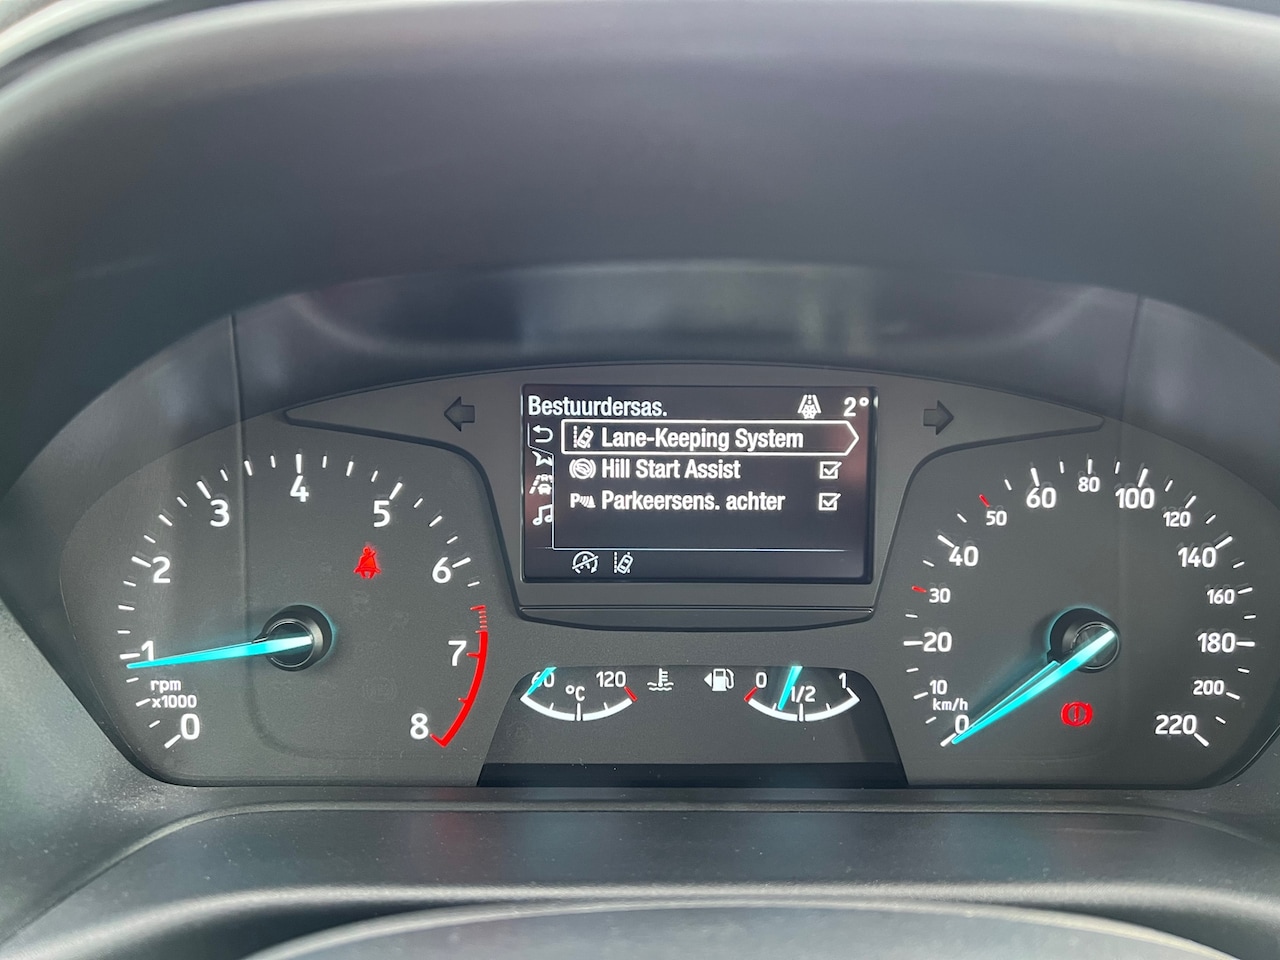 Bestuurdersas. 2°
Lane-Keeping System
Hill Start Assist
Parkeersens. achter
P
A
0
1
2
3
4
5
6
7
8
rpm
x1000
60
120
°C
0
1/2
1
0
10
20
30
40
50
60
80
100
120
140
160
180
200
220
km/h